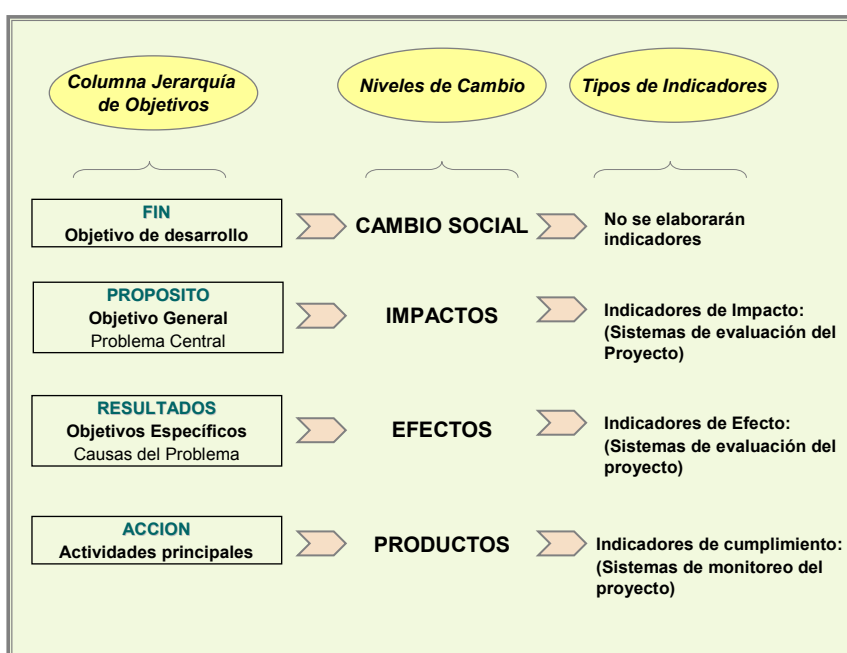 Columna Jerarquía
de Objetivos
Niveles de Cambio
Tipos de Indicadores
FIN
Objetivo de desarrollo
CAMBIO SOCIAL
No se elaborarán
indicadores
PROPOSITO
Objetivo General
Problema Central
IMPACTOS
Indicadores de Impacto:
(Sistemas de evaluación del
Proyecto)
RESULTADOS
Objetivos Específicos
Causas del Problema
EFECTOS
Indicadores de Efecto:
(Sistemas de evaluación del
proyecto)
ACCION
Actividades principales
PRODUCTOS
Indicadores de cumplimiento:
(Sistemas de monitoreo del
proyecto)